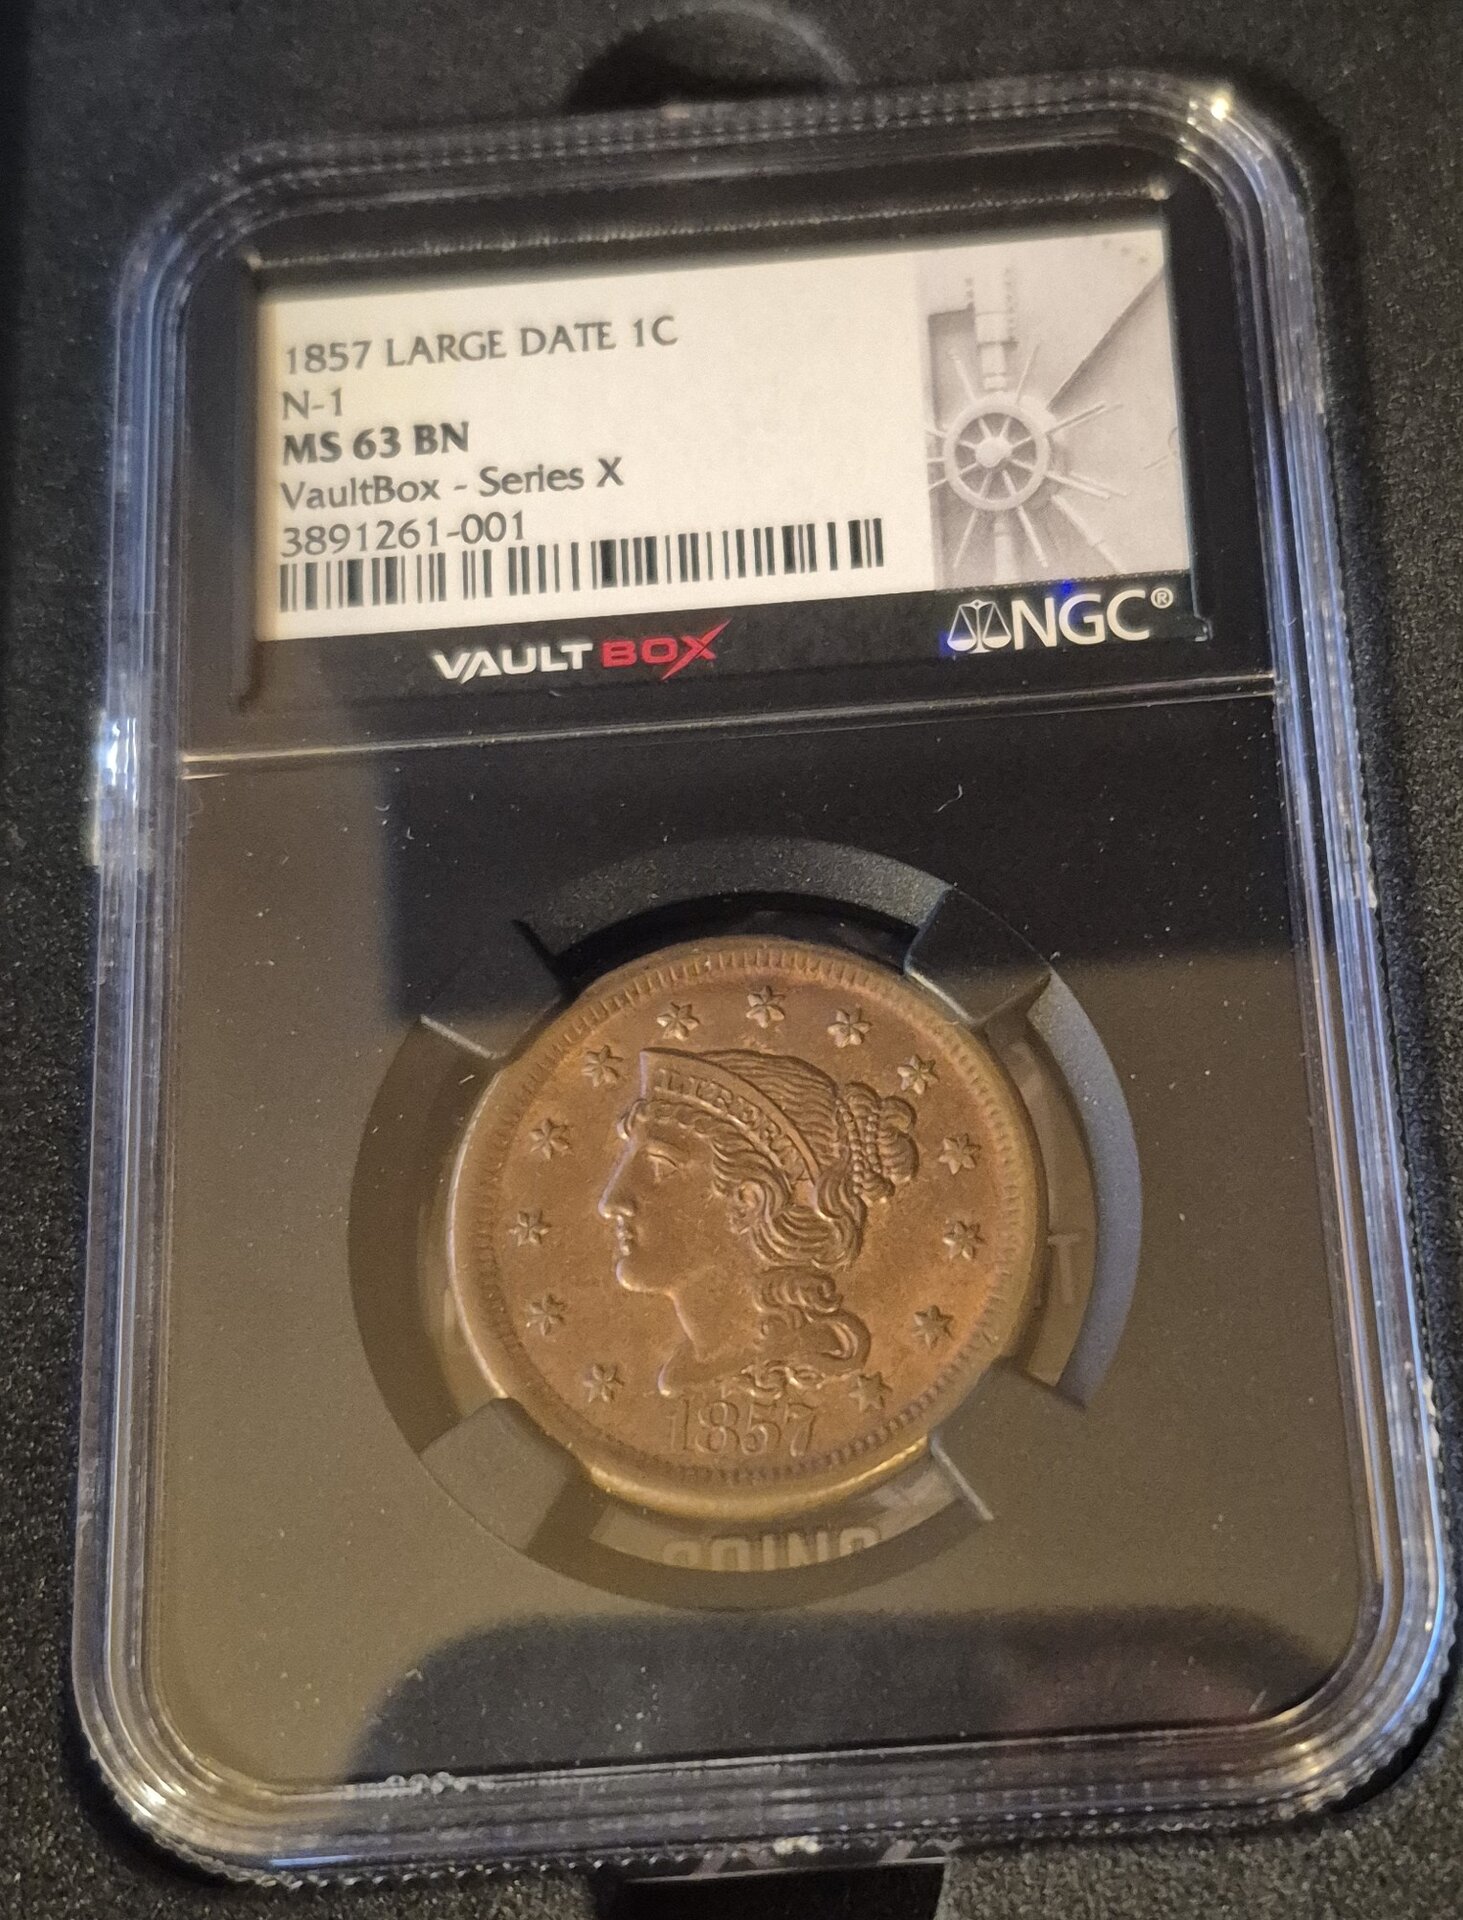 1857 LARGE DATE 1C
N-1
MS 63 BN
VaultBox - Series X
3891261-001
VAULTBOX
NGC®
LIBERTY
1857